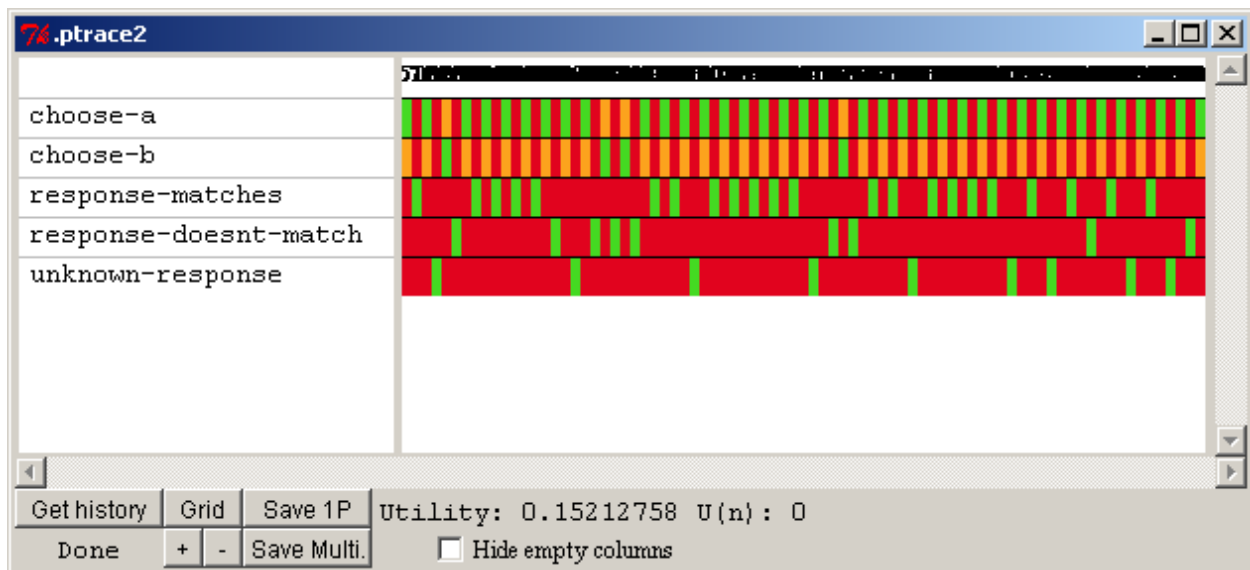 .ptrace2
choose-a
choose-b
response-matches
response-doesnt-match
unknown-response
Get history Grid Save 1P Utility: 0.15212758 U(n): 0
Done + - Save Multi. Hide empty columns